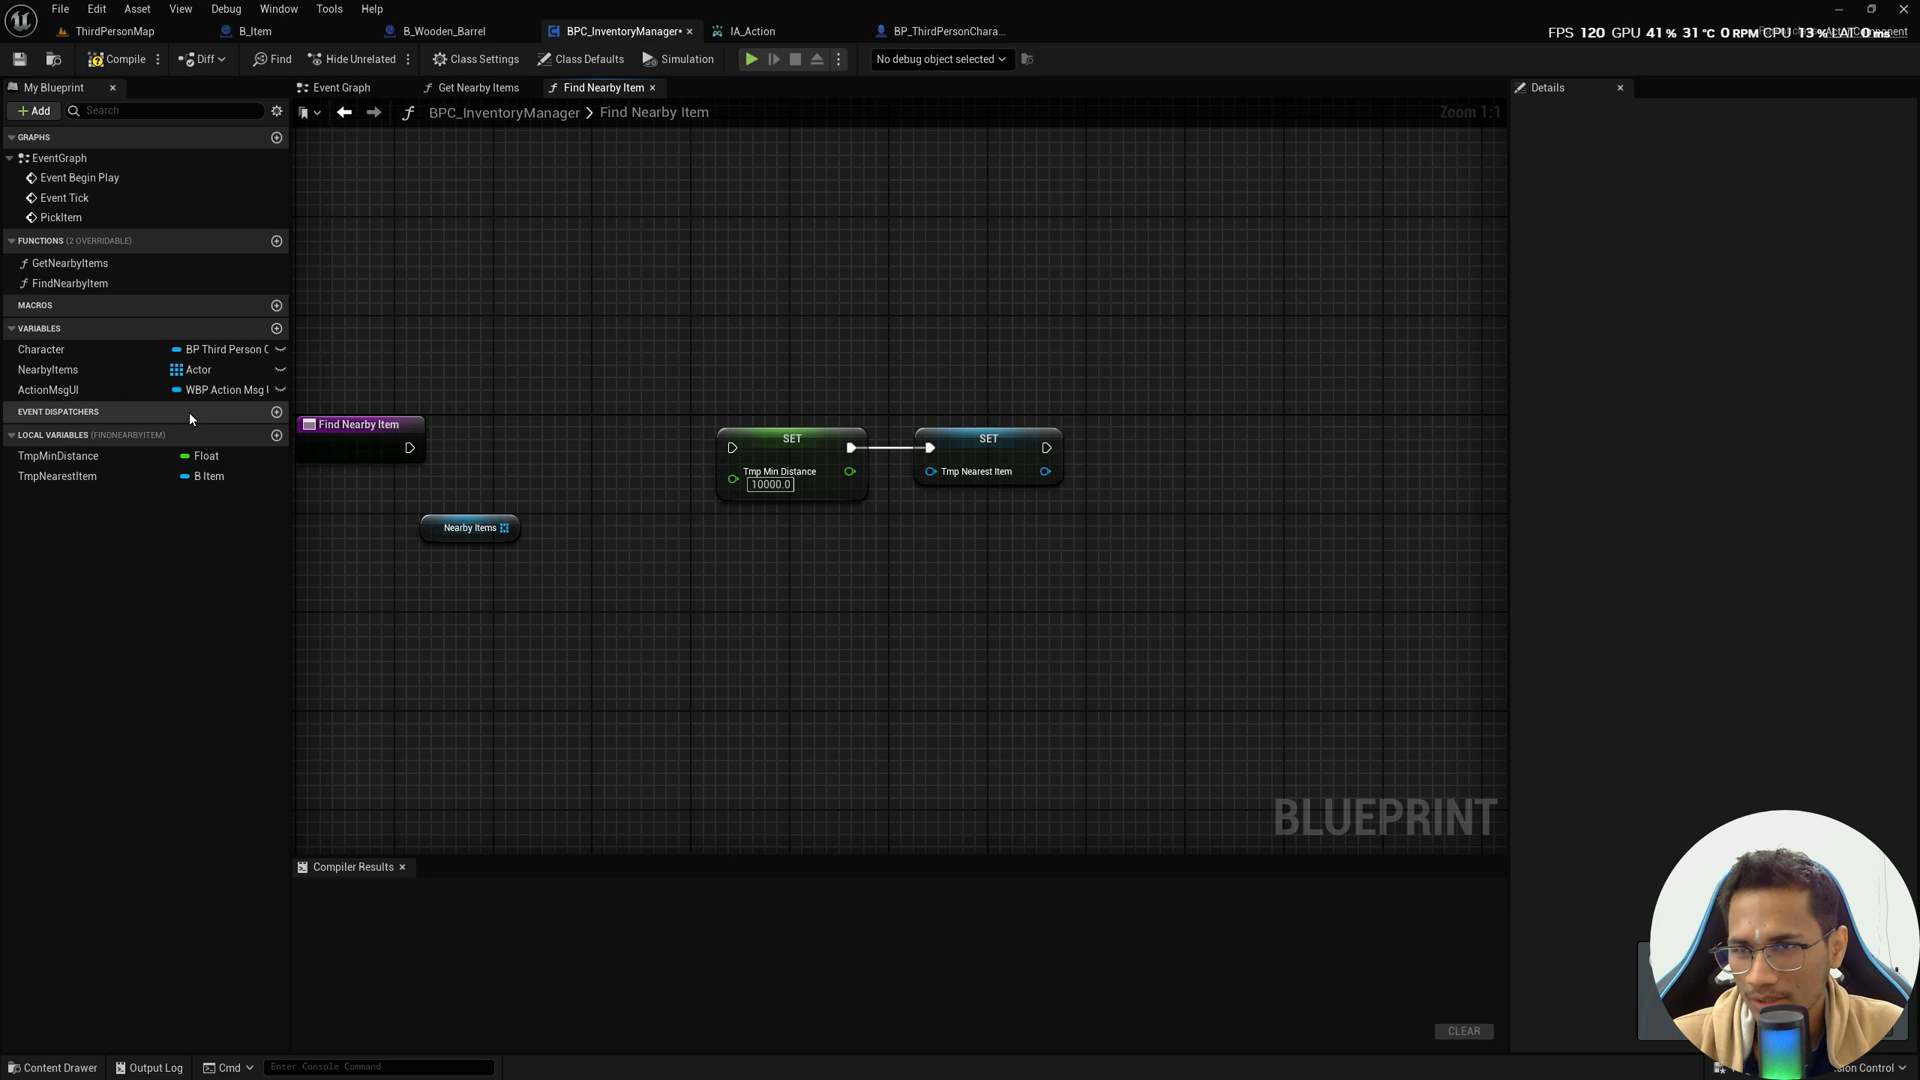 File Edit Asset View Debug Window Tools Help
ThirdPersonMap B_Item B_Wooden_Barrel BPC_InventoryManager• IA_Action BP_ThirdPersonChara...
FPS 120 GPU 41 % 31 °C 0 RPM CPU 13 % LAT 0 ms
Compile Diff Find Hide Unrelated Class Settings Class Defaults Simulation No debug object selected
My Blueprint Event Graph Get Nearby Items Find Nearby Item Details
Add Search BPC_InventoryManager > Find Nearby Item Zoom 1:1
GRAPHS
EventGraph
Event Begin Play
Event Tick
PickItem
FUNCTIONS (2 OVERRIDABLE)
GetNearbyItems
FindNearbyItem
MACROS
VARIABLES
Character BP Third Person C
NearbyItems Actor
ActionMsgUI WBP Action Msg
EVENT DISPATCHERS
LOCAL VARIABLES (FINDNEARBYITEM)
TmpMinDistance Float
TmpNearestItem B Item
Find Nearby Item
SET
Tmp Min Distance
10000.0
SET
Tmp Nearest Item
Nearby Items
BLUEPRINT
Compiler Results
CLEAR
Content Drawer Output Log Cmd Enter Console Command Control